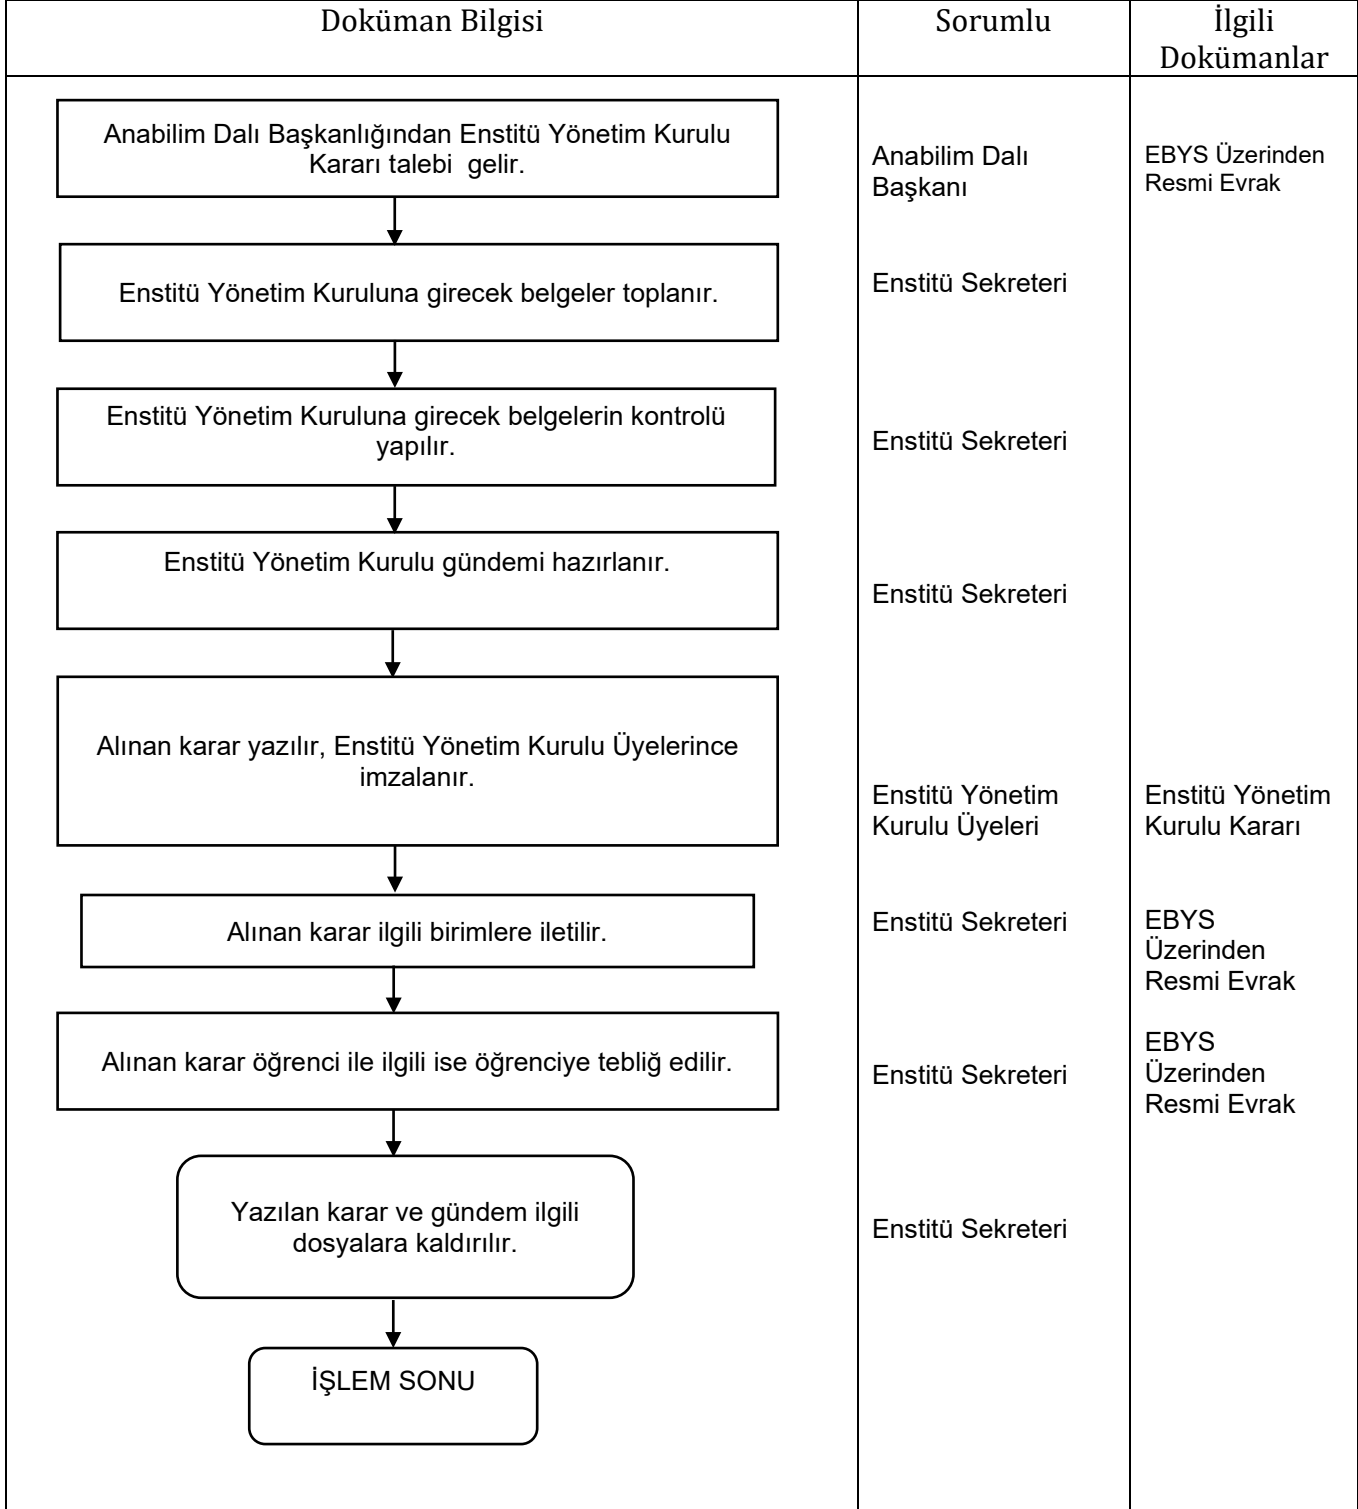 Doküman Bilgisi
Sorumlu
İlgili
Dokümanlar
Anabilim Dalı Başkanlığından Enstitü Yönetim Kurulu
Kararı talebi  gelir.
Anabilim Dalı
Başkanı
EBYS Üzerinden
Resmi Evrak
Enstitü Yönetim Kuruluna girecek belgeler toplanır.
Enstitü Sekreteri
Enstitü Yönetim Kuruluna girecek belgelerin kontrolü
yapılır.
Enstitü Sekreteri
Enstitü Yönetim Kurulu gündemi hazırlanır.
Enstitü Sekreteri
Alınan karar yazılır, Enstitü Yönetim Kurulu Üyelerince
imzalanır.
Enstitü Yönetim
Kurulu Üyeleri
Enstitü Yönetim
Kurulu Kararı
Alınan karar ilgili birimlere iletilir.
Enstitü Sekreteri
EBYS
Üzerinden
Resmi Evrak
Alınan karar öğrenci ile ilgili ise öğrenciye tebliğ edilir.
Enstitü Sekreteri
EBYS
Üzerinden
Resmi Evrak
Yazılan karar ve gündem ilgili
dosyalara kaldırılır.
Enstitü Sekreteri
İŞLEM SONU